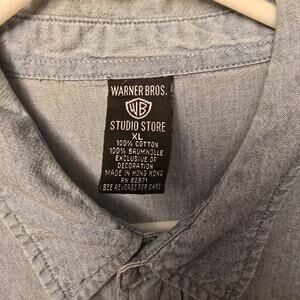 WARNER BROS.
WB
STUDIO STORE
XL
100% COTTON
100% BAUMWOLLE
EXCLUSIVE OF
DECORATION
MADE IN HONG KONG
RN 82871
SEE REVERSE FOR CARE